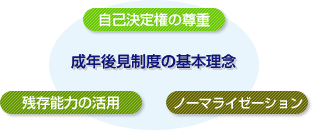 自己決定権の尊重
成年後見制度の基本理念
残存能力の活用
ノーマライゼーション